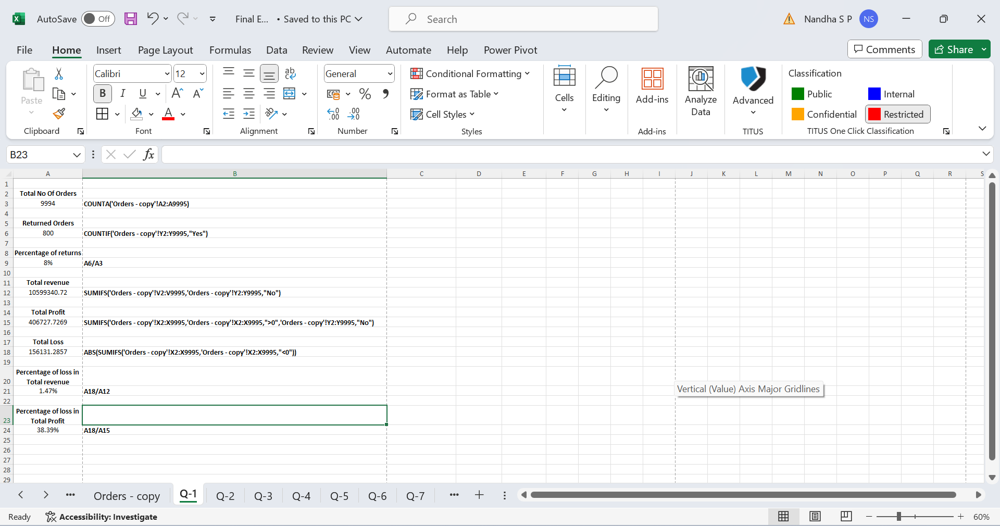 AutoSave Off Final E... • Saved to this PC Search Nandha S P NS
File Home Insert Page Layout Formulas Data Review View Automate Help Power Pivot Comments Share
Paste
Clipboard
Calibri 12
B I U A A
A
Font
ab
c
Alignment
General
% 9
.00
Number
Conditional Formatting
Format as Table
Cell Styles
Styles
Cells
Editing
Add-ins
Add-ins
Analyze
Data
Advanced
TITUS
Classification
Public Internal
Confidential Restricted
TITUS One Click Classification
B23 fx
A B C D E F G H I J K L M N O P Q R S
1
2 Total No Of Orders
3 9994 COUNTA('Orders - copy'!A2:A9995)
4
5 Returned Orders
6 800 COUNTIF('Orders - copy'!Y2:Y9995,"Yes")
7
8 Percentage of returns
9 8% A6/A3
10
11 Total revenue
12 10599340.72 SUMIFS('Orders - copy'!V2:V9995,'Orders - copy'!Y2:Y9995,"No")
13
14 Total Profit
15 406727.7269 SUMIFS('Orders - copy'!X2:X9995,'Orders - copy'!X2:X9995,">0",'Orders - copy'!Y2:Y9995,"No")
16
17 Total Loss
18 156131.2857 ABS(SUMIFS('Orders - copy'!X2:X9995,'Orders - copy'!X2:X9995,"<0"))
19
Percentage of loss in
20 Total revenue
21 1.47% A18/A12
Vertical (Value) Axis Major Gridlines
22
Percentage of loss in
23 Total Profit
24 38.39% A18/A15
25
26
27
28
29
Orders - copy Q-1 Q-2 Q-3 Q-4 Q-5 Q-6 Q-7
Ready Accessibility: Investigate 60%